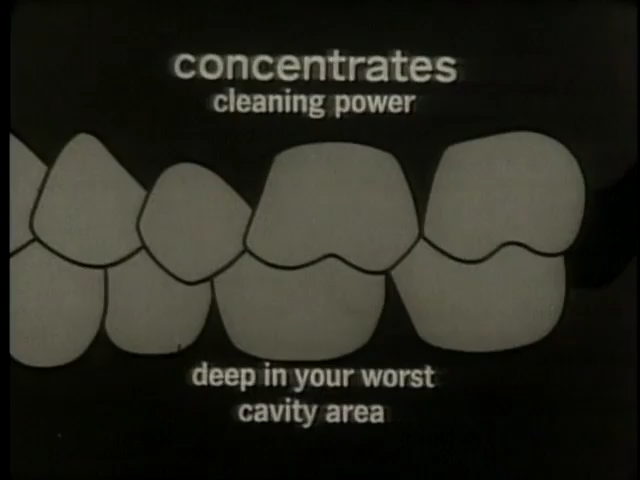 concentrates
cleaning power
deep in your worst
cavity area